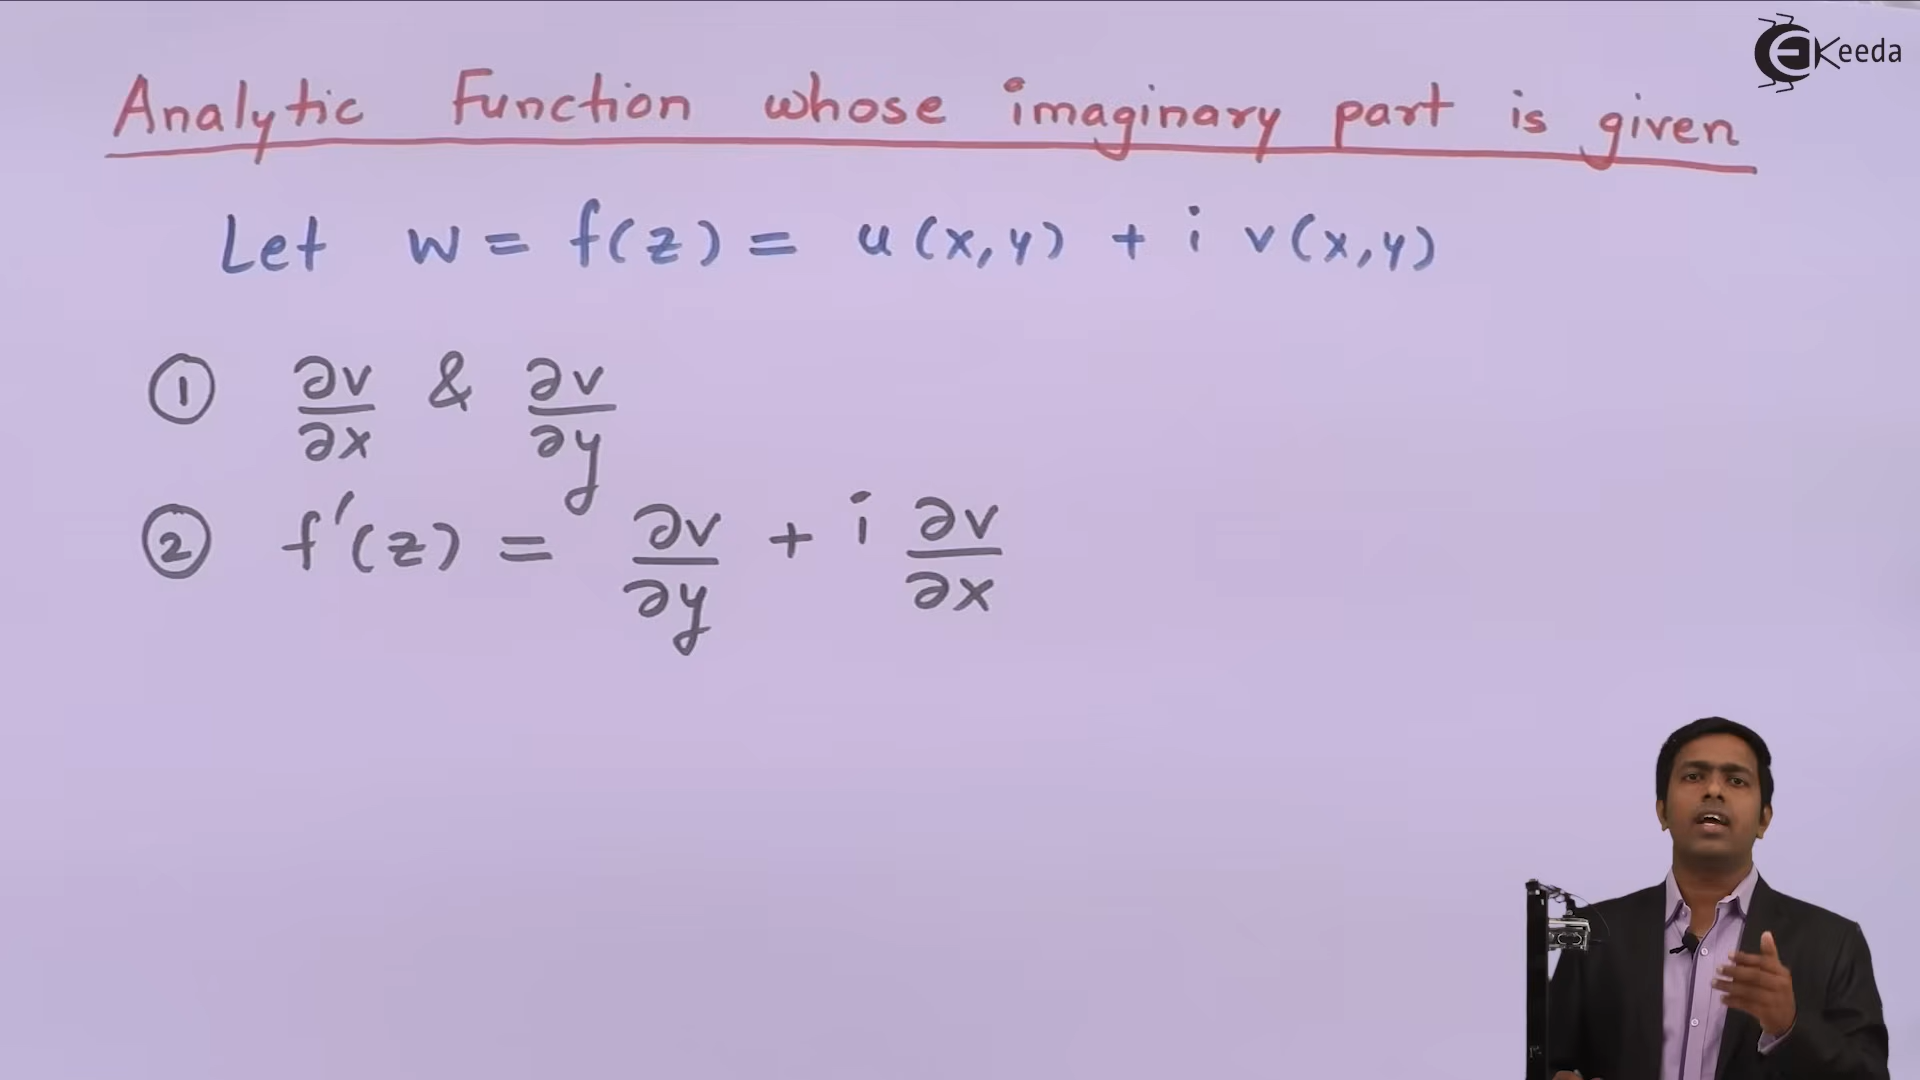 EKeeda
Analytic Function whose imaginary part is given
Let w = f(z) = u(x,y) + i v(x,y)
① ∂v/∂x & ∂v/∂y
② f'(z) = ∂v/∂y + i ∂v/∂x